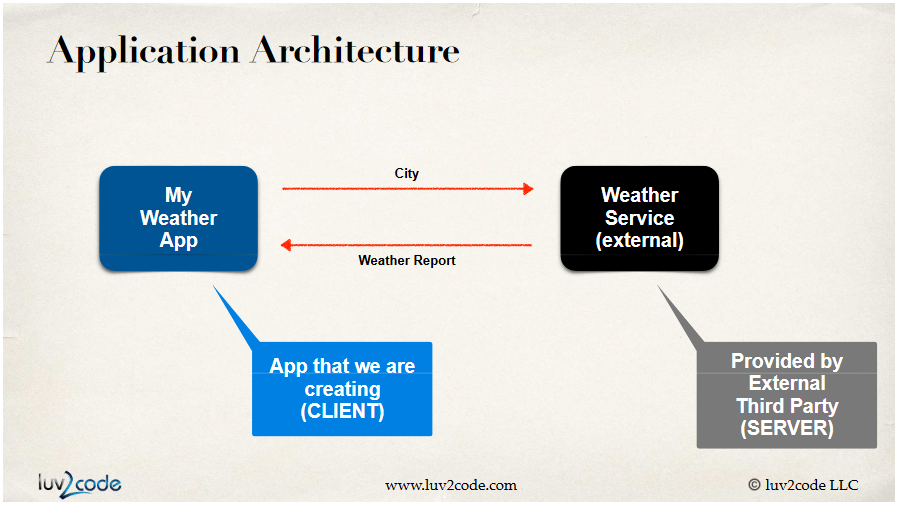 Application Architecture
My
Weather
App
City
Weather Report
Weather
Service
(external)
App that we are
creating
(CLIENT)
Provided by
External
Third Party
(SERVER)
luv2code
www.luv2code.com
© luv2code LLC